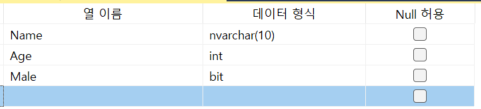 열 이름 데이터 형식 Null 허용
Name nvarchar(10)
Age int
Male bit